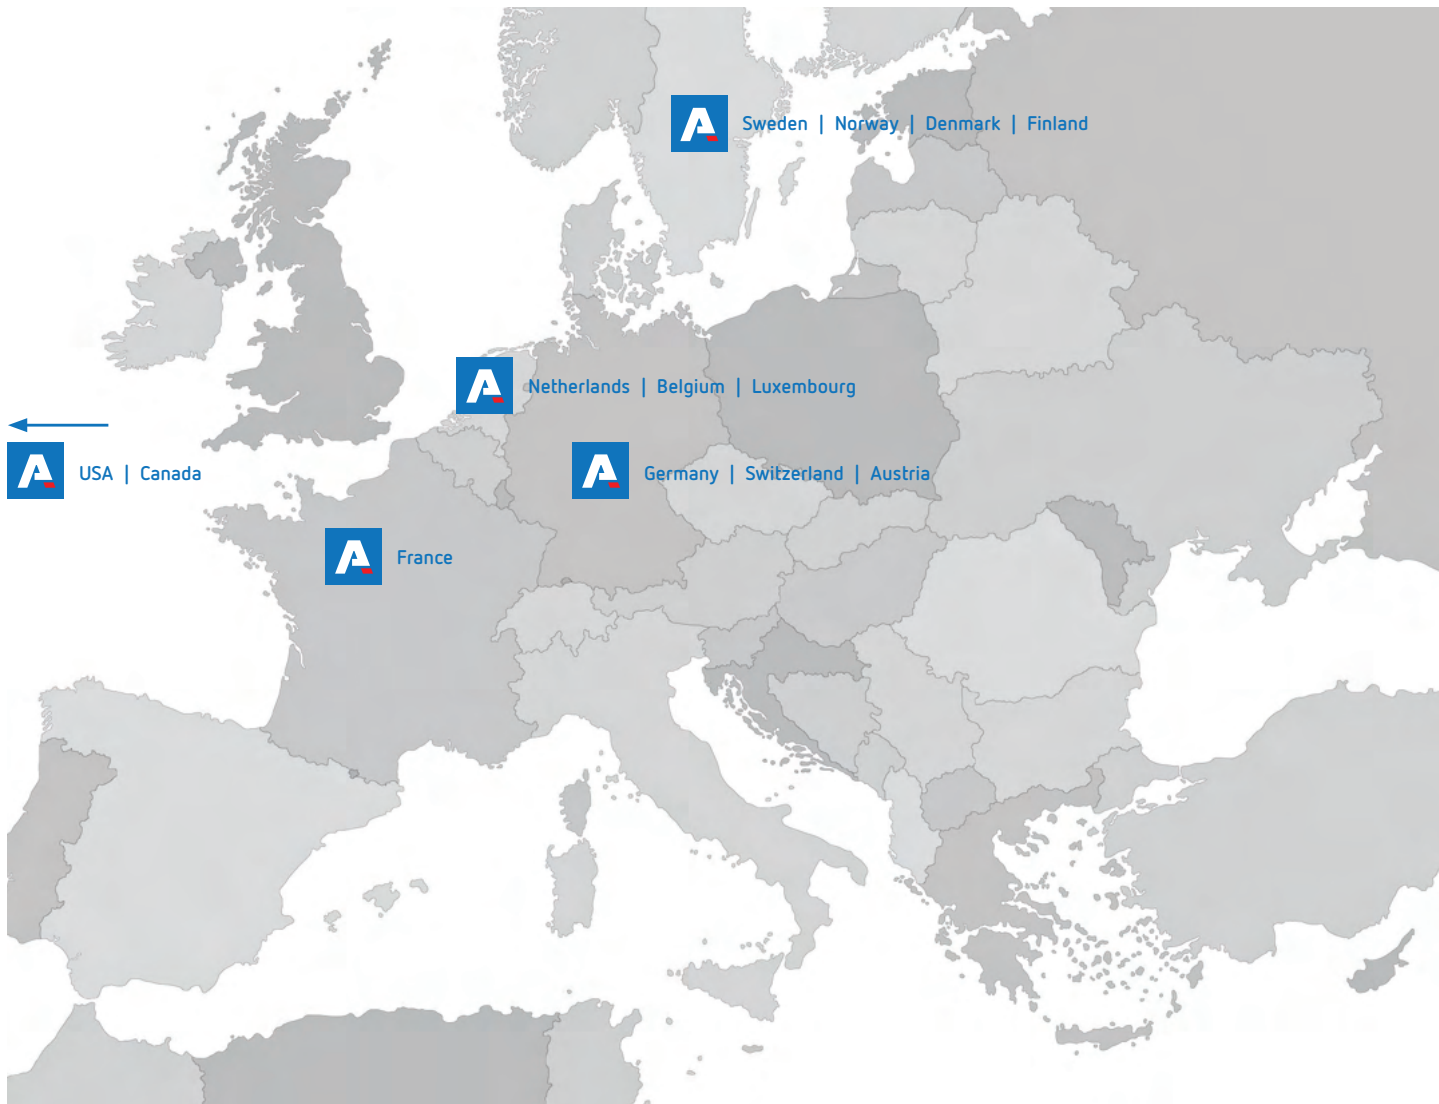 Sweden | Norway | Denmark | Finland
Netherlands | Belgium | Luxembourg
USA | Canada
Germany | Switzerland | Austria
France